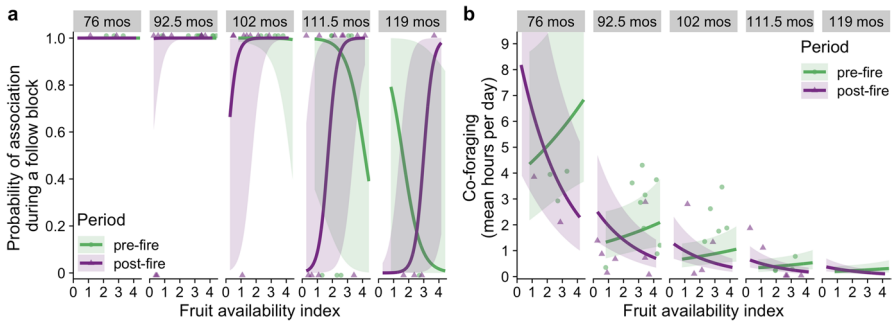 a
76 mos 92.5 mos 102 mos 111.5 mos 119 mos
Probability of association
during a follow block
1.0
0.8
0.6
0.4
0.2
0
Period
pre-fire
post-fire
0 1 2 3 4 0 1 2 3 4 0 1 2 3 4 0 1 2 3 4 0 1 2 3 4
Fruit availability index
b
76 mos 92.5 mos 102 mos 111.5 mos 119 mos
Co-foraging
(mean hours per day)
9
8
7
6
5
4
3
2
1
0
Period
pre-fire
post-fire
0 1 2 3 4 0 1 2 3 4 0 1 2 3 4 0 1 2 3 4 0 1 2 3 4
Fruit availability index